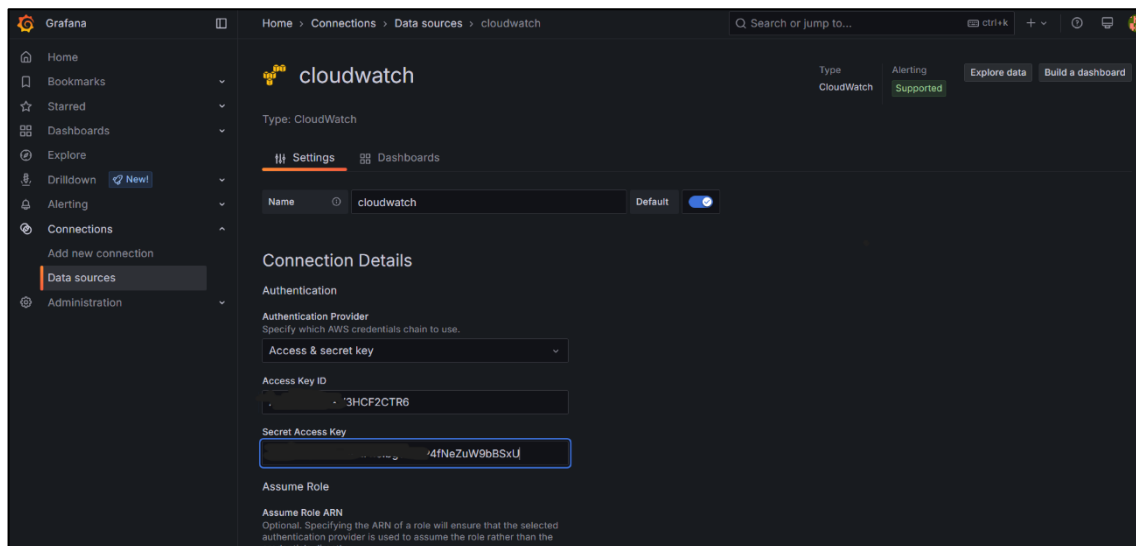 Grafana
Home > Connections > Data sources > cloudwatch
Search or jump to...
ctrl+k
Home
Bookmarks
Starred
Dashboards
Explore
Drilldown New!
Alerting
Connections
Add new connection
Data sources
Administration
cloudwatch
Type
CloudWatch
Alerting
Supported
Explore data
Build a dashboard
Type: CloudWatch
Settings
Dashboards
Name cloudwatch Default
Connection Details
Authentication
Authentication Provider
Specify which AWS credentials chain to use.
Access & secret key
Access Key ID
3HCF2CTR6
Secret Access Key
4fNeZuW9bBSxU
Assume Role
Assume Role ARN
Optional. Specifying the ARN of a role will ensure that the selected
authentication provider is used to assume the role rather than the